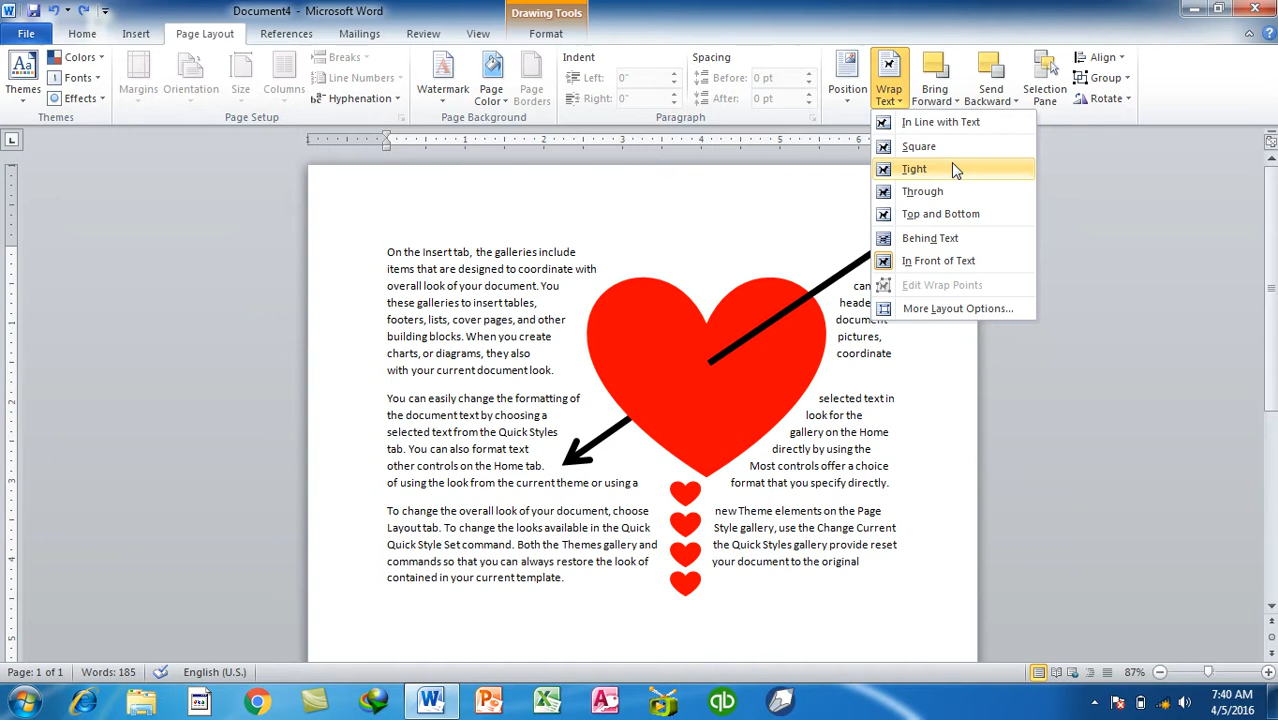 Document4 - Microsoft Word
Drawing Tools
File Home Insert Page Layout References Mailings Review View Format
Themes
Colors
Fonts
Effects
Themes
Margins
Orientation
Size
Columns
Breaks
Line Numbers
Hyphenation
Page Setup
Watermark
Page Color
Page Borders
Page Background
Indent
Left: 0"
Right: 0"
Spacing
Before: 0 pt
After: 0 pt
Paragraph
Position
Wrap Text
Bring Forward
Send Backward
Selection Pane
Align
Group
Rotate
In Line with Text
Square
Tight
Through
Top and Bottom
Behind Text
In Front of Text
Edit Wrap Points
More Layout Options...
On the Insert tab, the galleries include
items that are designed to coordinate with
overall look of your document. You can
these galleries to insert tables, heade
footers, lists, cover pages, and other docum
building blocks. When you create pictures,
charts, or diagrams, they also coordinate
with your current document look.
You can easily change the formatting of selected text in
the document text by choosing a look for the
selected text from the Quick Styles gallery on the Home
tab. You can also format text directly by using the
other controls on the Home tab. Most controls offer a choice
of using the look from the current theme or using a format that you specify directly.
To change the overall look of your document, choose new Theme elements on the Page
Layout tab. To change the looks available in the Quick Style gallery, use the Change Current
Quick Style Set command. Both the Themes gallery and the Quick Styles gallery provide reset
commands so that you can always restore the look of your document to the original
contained in your current template.
Page: 1 of 1 Words: 185 English (U.S.) 87%
7:40 AM
4/5/2016